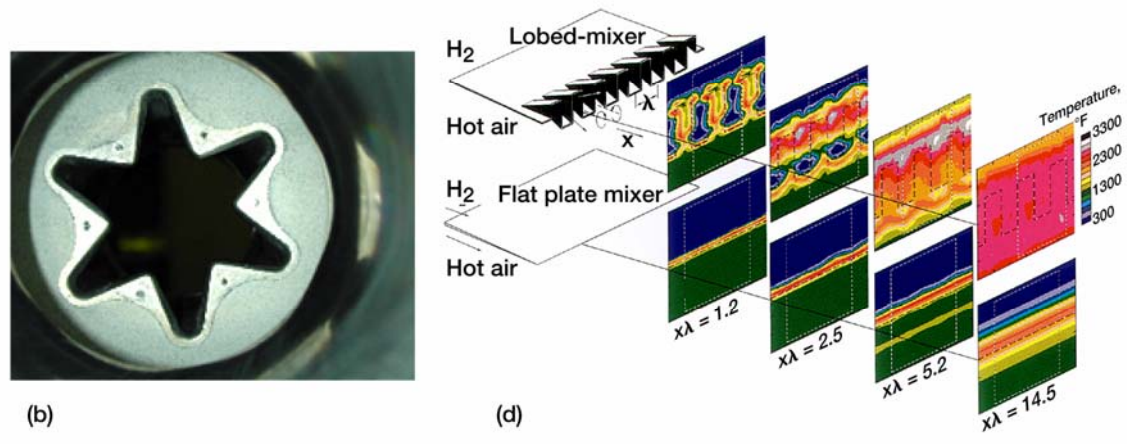 H2
Lobed-mixer
λ
Hot air
x
H2
Flat plate mixer
Hot air
Temperature,
°F
3300
2300
1300
300
xλ = 1.2
xλ = 2.5
xλ = 5.2
xλ = 14.5
(b)
(d)